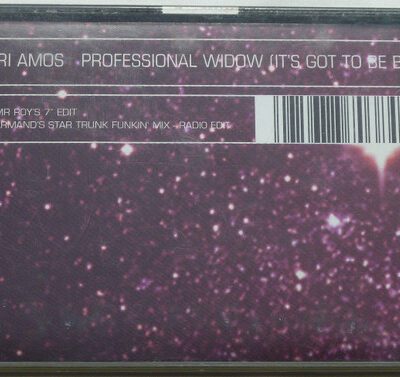 RI AMOS PROFESSIONAL WIDOW (IT'S GOT TO BE B
MR ROY'S 7" EDIT
RMAND'S STAR TRUNK FUNKIN' MIX - RADIO EDIT